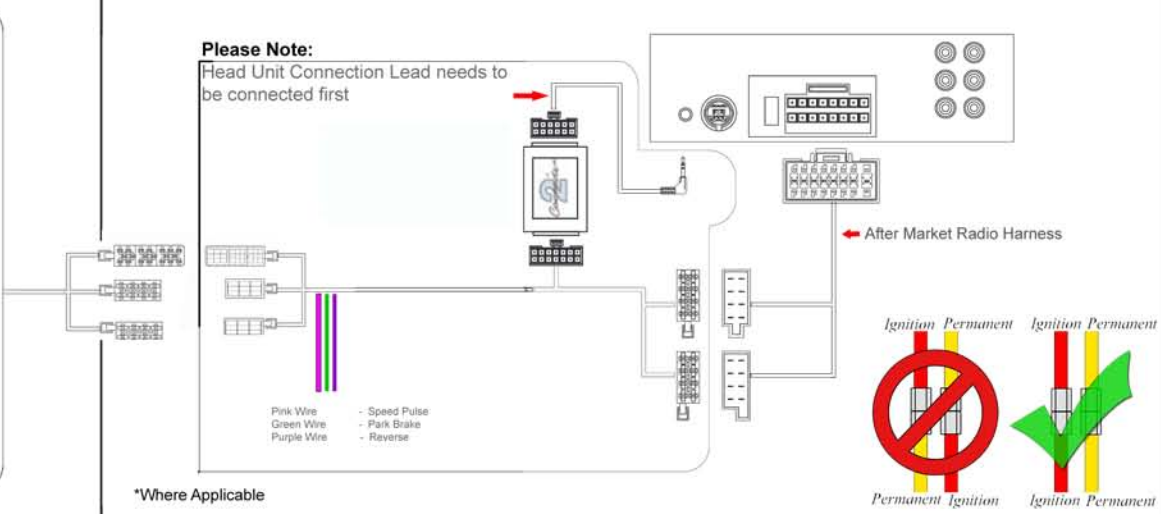 Please Note:
Head Unit Connection Lead needs to
be connected first
After Market Radio Harness
Pink Wire - Speed Pulse
Green Wire - Park Brake
Purple Wire - Reverse
*Where Applicable
Ignition Permanent
Permanent Ignition
Ignition Permanent
Ignition Permanent